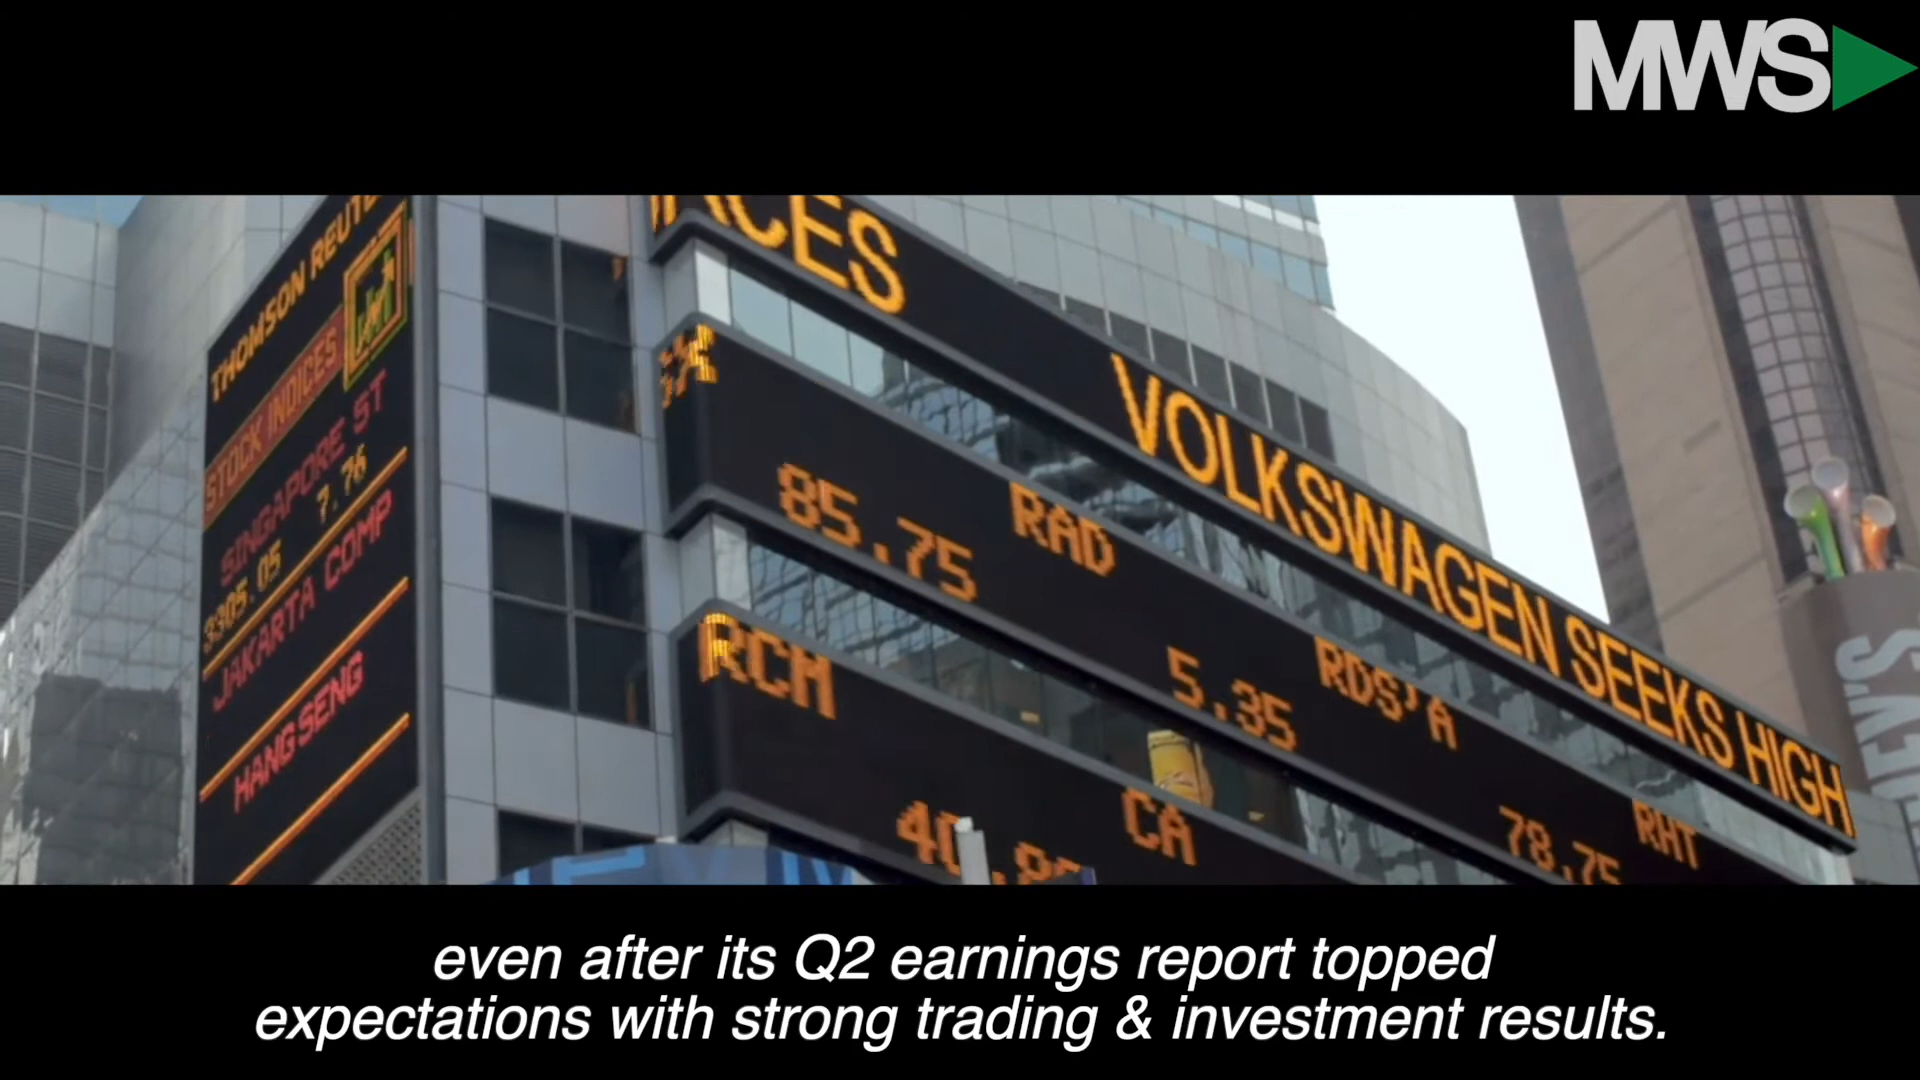 MWS
THOMSON REUTE
STOCK INDICES
SINGAPORE ST
3305.05 7.76
JAKARTA COMP
HANG SENG
VOLKSWAGEN SEEKS HIGH
85.75 RAD 5.35 RDS'A 78.75 RHT
RCM CA
even after its Q2 earnings report topped
expectations with strong trading & investment results.